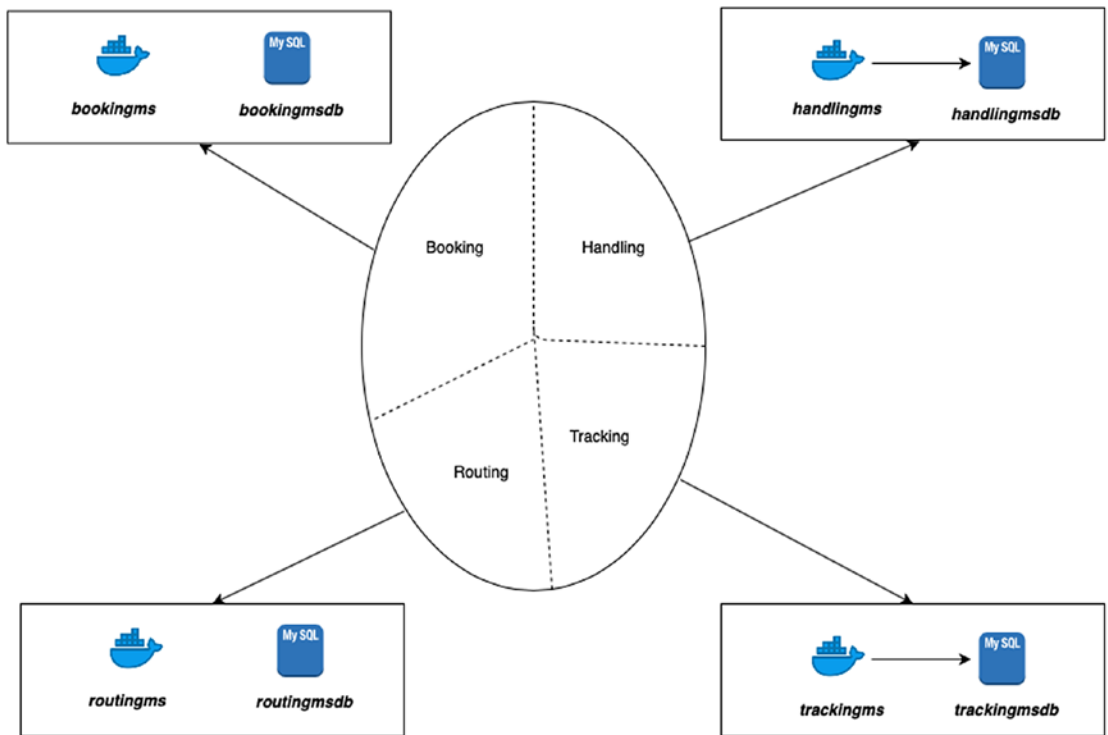 My SQL
bookingms
bookingmsdb
My SQL
handlingms
handlingmsdb
Booking
Handling
Tracking
Routing
My SQL
routingms
routingmsdb
My SQL
trackingms
trackingmsdb